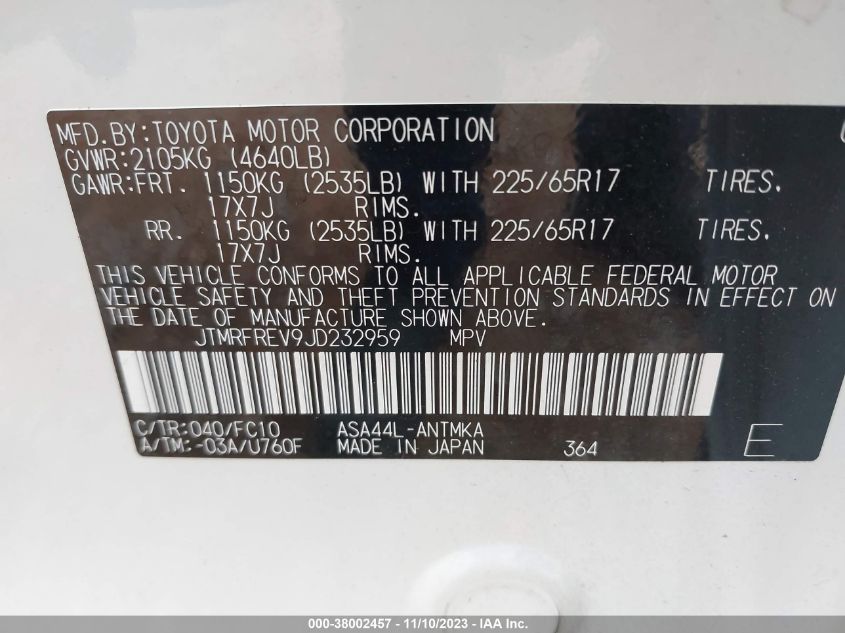 MFD.BY:TOYOTA MOTOR CORPORATION
GVWR:2105KG (4640LB)
GAWR:FRT. 1150KG (2535LB) WITH 225/65R17 TIRES.
17X7J RIMS.
RR. 1150KG (2535LB) WITH 225/65R17 TIRES.
17X7J RIMS.
THIS VEHICLE CONFORMS TO ALL APPLICABLE FEDERAL MOTOR
VEHICLE SAFETY AND THEFT PREVENTION STANDARDS IN EFFECT ON
THE DATE OF MANUFACTURE SHOWN ABOVE.
JTMRFREV9JD232959 MPV
C/TR:040/FC10 ASA44L-ANTMKA
A/TM:-03A/U760F MADE IN JAPAN 364 E
000-38002457 - 11/10/2023 - IAA Inc.